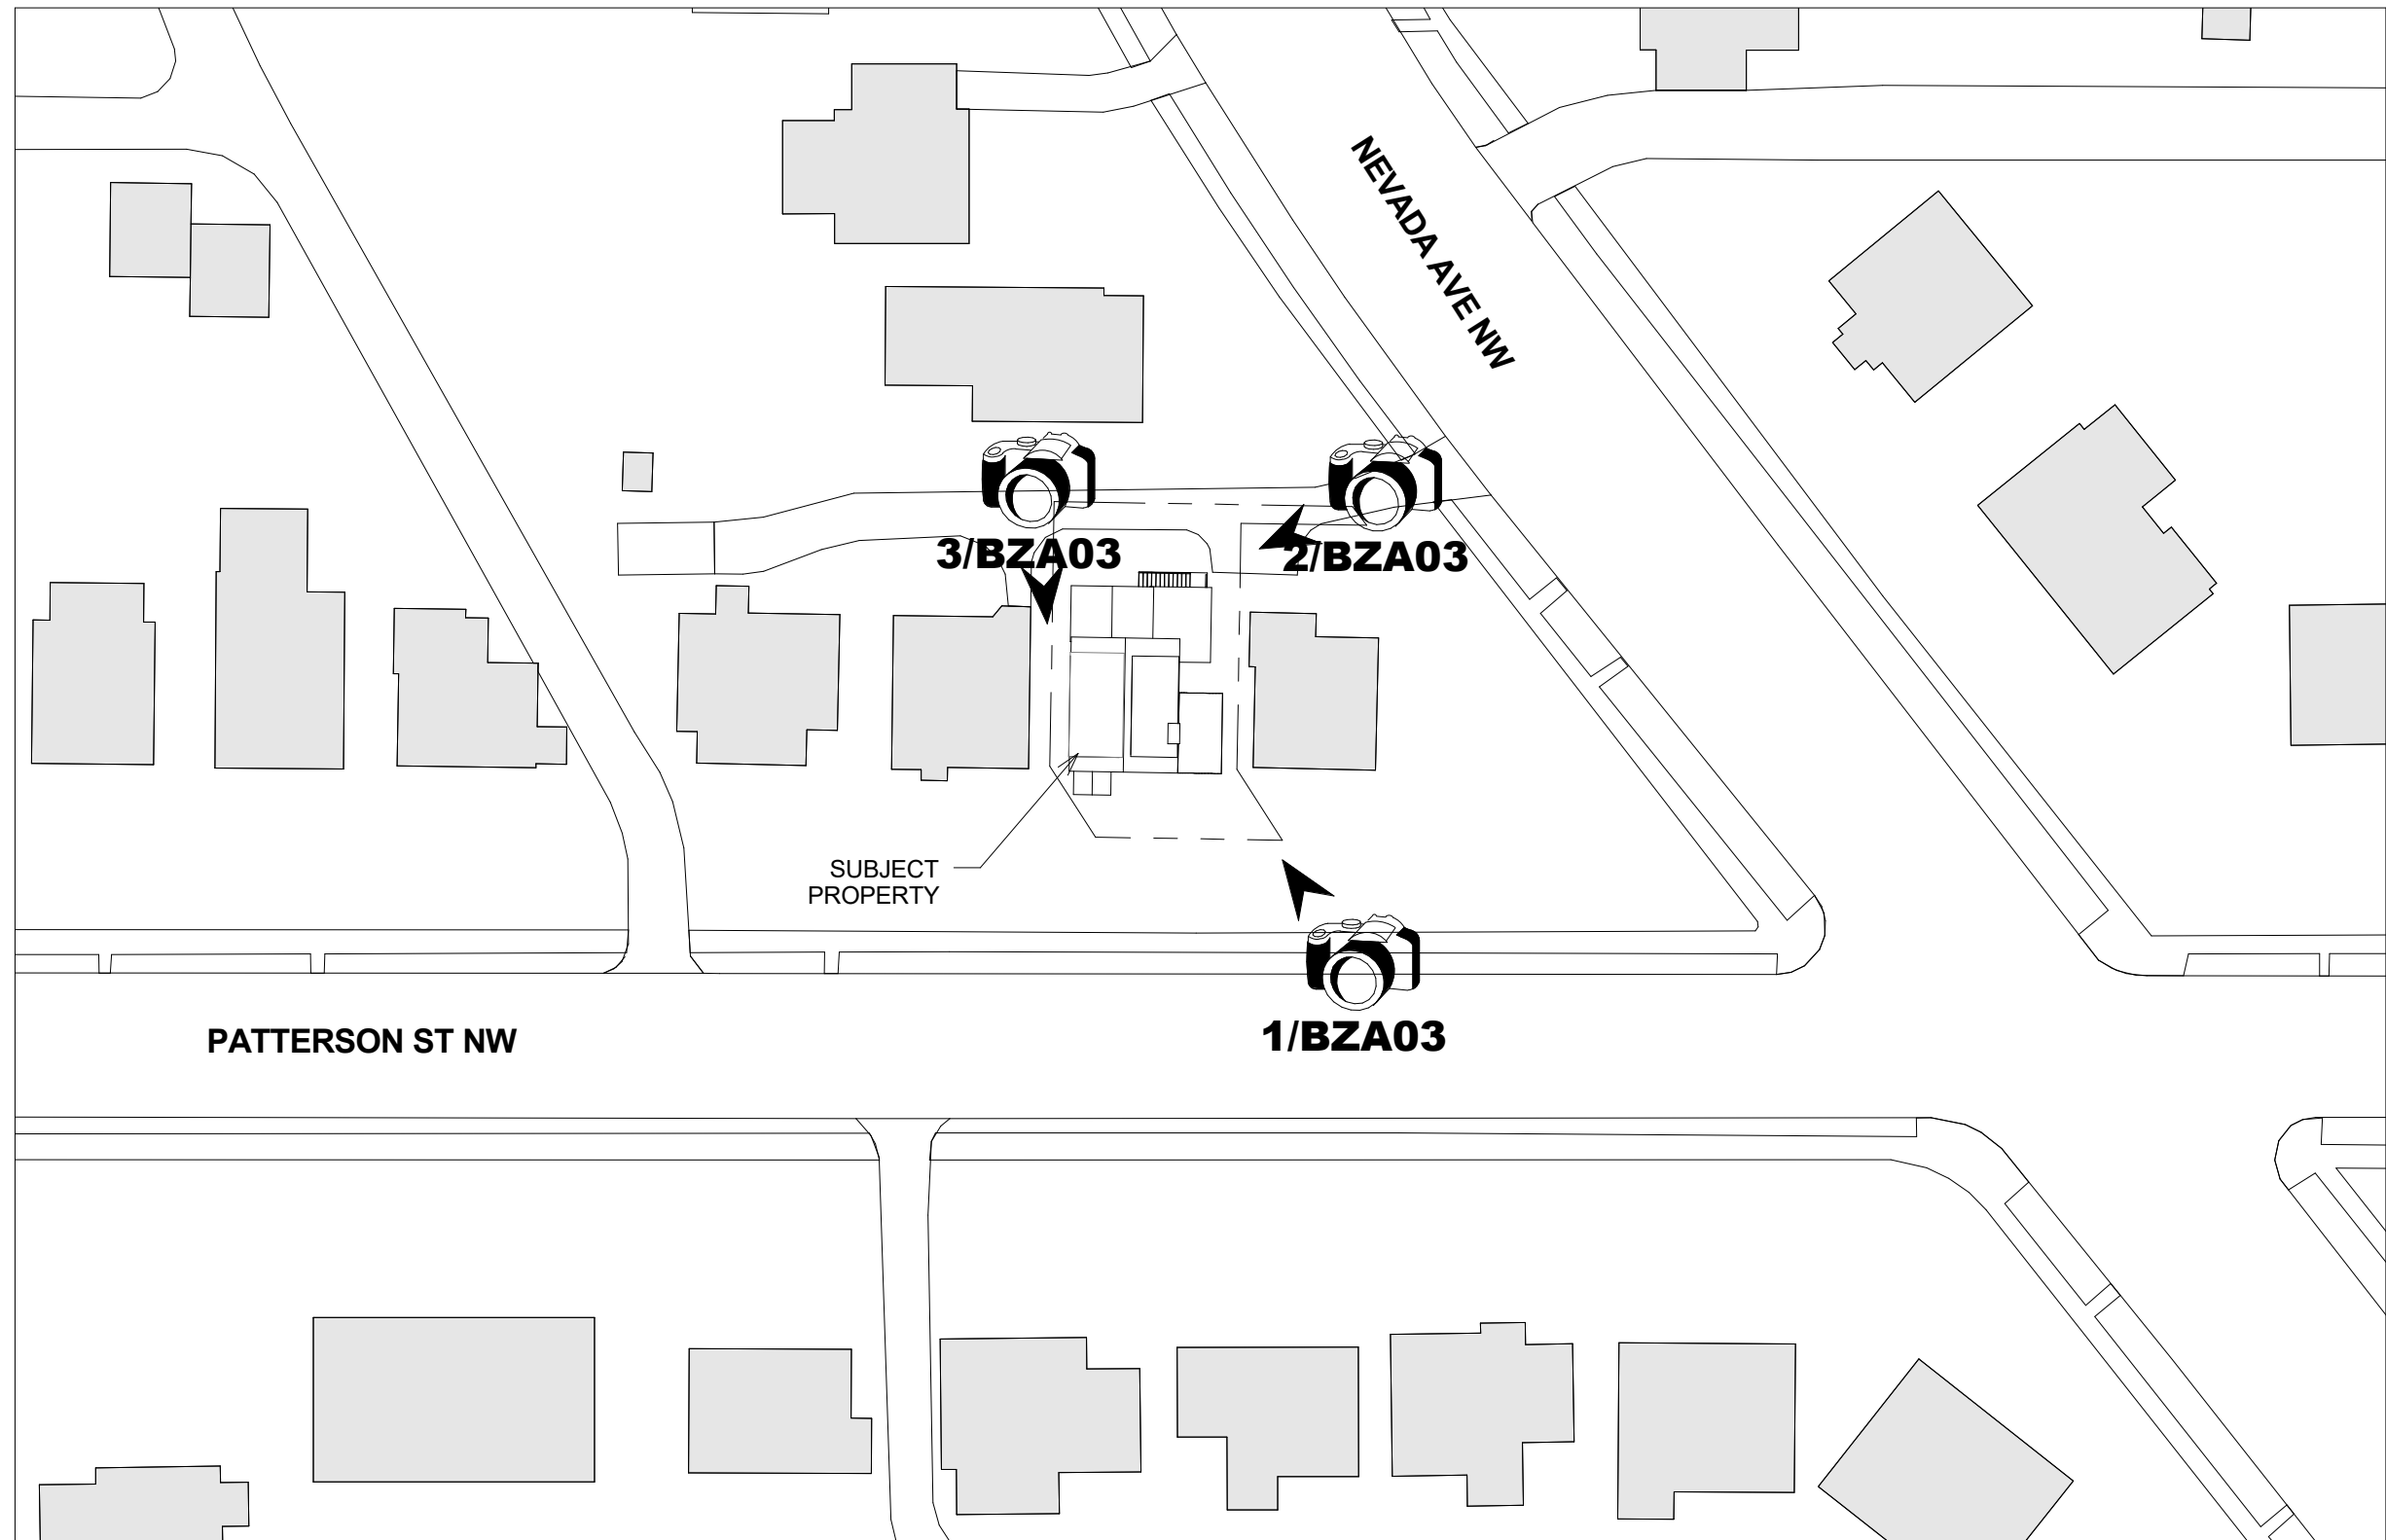 NEVADA AVE NW
3/BZA03
2/BZA03
SUBJECT
PROPERTY
1/BZA03
PATTERSON ST NW